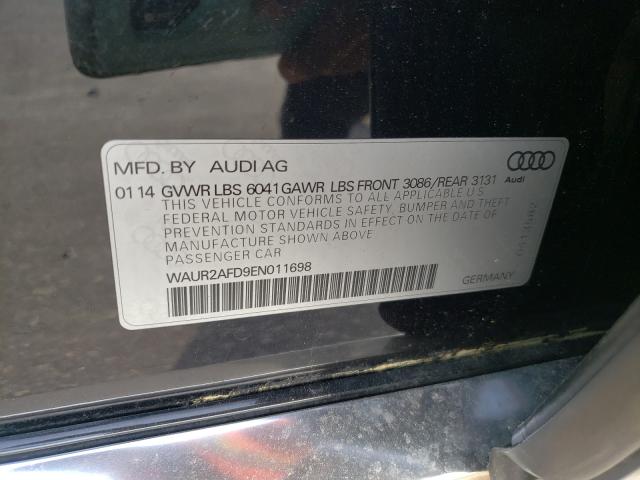 MFD. BY AUDI AG
01 14 GVWR LBS 6041 GAWR LBS FRONT 3086/REAR 3131
Audi
THIS VEHICLE CONFORMS TO ALL APPLICABLE U.S.
FEDERAL MOTOR VEHICLE SAFETY, BUMPER AND THEFT
PREVENTION STANDARDS IN EFFECT ON THE DATE OF
MANUFACTURE SHOWN ABOVE
PASSENGER CAR
WAUR2AFD9EN011698
GERMANY